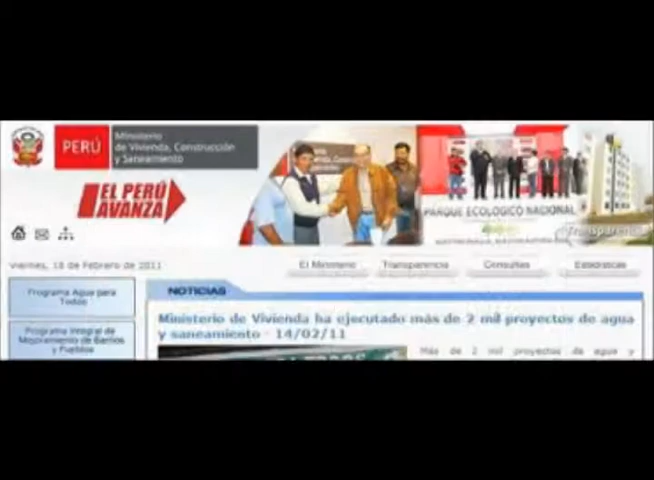 PERÚ
Ministerio
de Vivienda, Construcción
y Saneamiento
EL PERÚ
AVANZA
PARQUE ECOLOGICO NACIONAL
Transparencia
viernes, 18 de Febrero de 2011
El Ministerio
Transparencia
Consultas
Estadísticas
Programa Agua para
Todos
Programa Integral de
Mejoramiento de Barrios
y Pueblos
NOTICIAS
Ministerio de Vivienda ha ejecutado más de 2 mil proyectos de agua
y saneamiento - 14/02/11
Más de 2 mil proyectos de agua y